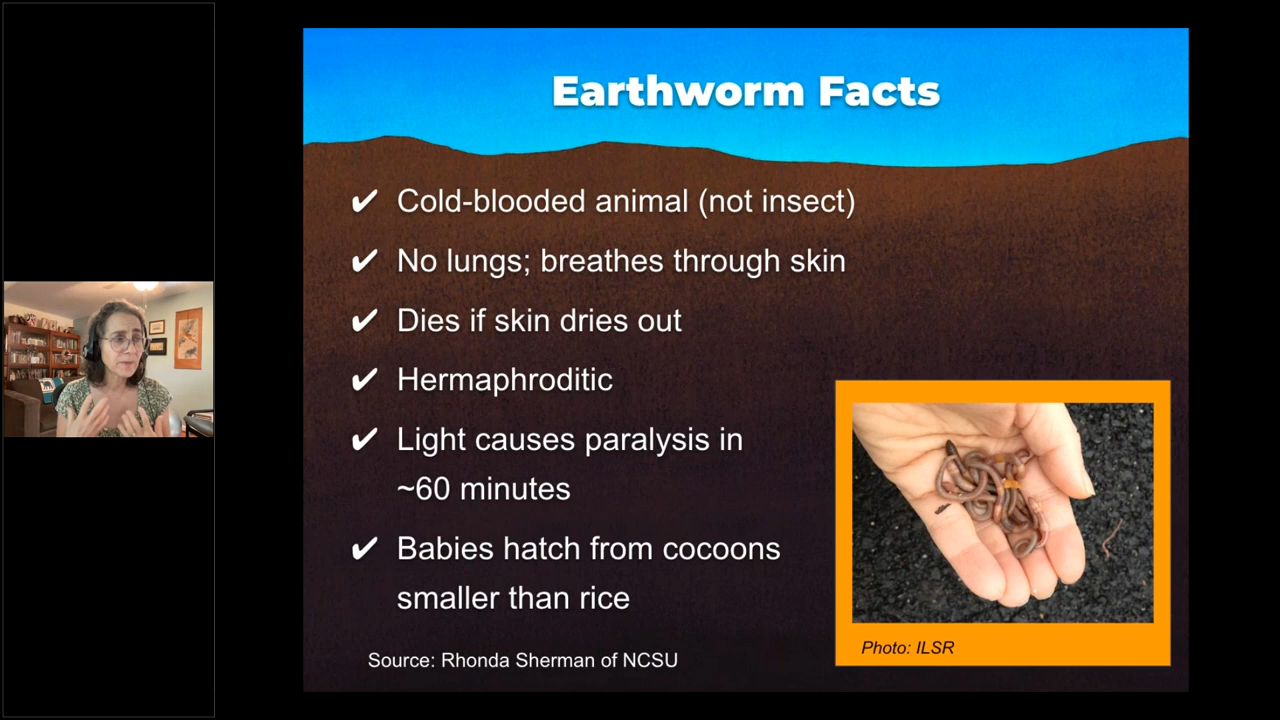 Earthworm Facts
✔ Cold-blooded animal (not insect)
✔ No lungs; breathes through skin
✔ Dies if skin dries out
✔ Hermaphroditic
✔ Light causes paralysis in
~60 minutes
✔ Babies hatch from cocoons
smaller than rice
Source: Rhonda Sherman of NCSU
Photo: ILSR